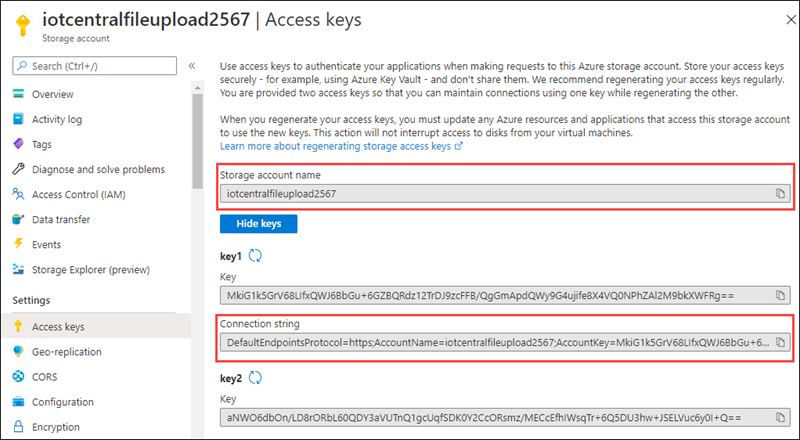 iotcentralfileupload2567 | Access keys
Storage account
Search (Ctrl+/)
«
Overview
Activity log
Tags
Diagnose and solve problems
Access Control (IAM)
Data transfer
Events
Storage Explorer (preview)
Settings
Access keys
Geo-replication
CORS
Configuration
Encryption
Use access keys to authenticate your applications when making requests to this Azure storage account. Store your access keys
securely - for example, using Azure Key Vault - and don't share them. We recommend regenerating your access keys regularly.
You are provided two access keys so that you can maintain connections using one key while regenerating the other.
When you regenerate your access keys, you must update any Azure resources and applications that access this storage account
to use the new keys. This action will not interrupt access to disks from your virtual machines.
Learn more about regenerating storage access keys
Storage account name
iotcentralfileupload2567
Hide keys
key1
Key
MkiG1k5GrV68LIfxQWJ6BbGu+6GZBQRdz12TrDJ9zcFFB/QgGmApdQWy9G4ujife8X4VQ0NPhZAl2M9bkXWFRg==
Connection string
DefaultEndpointsProtocol=https;AccountName=iotcentralfileupload2567;AccountKey=MkiG1k5GrV68LIfxQWJ6BbGu+6...
key2
Key
aNWO6dbOn/LD8rORbL60QDY3aVUTnQ1gcUqfSDK0Y2CcORsmz/MECcEfhIWsqTr+6Q5DU3hw+JSELVuc6y0I+Q==